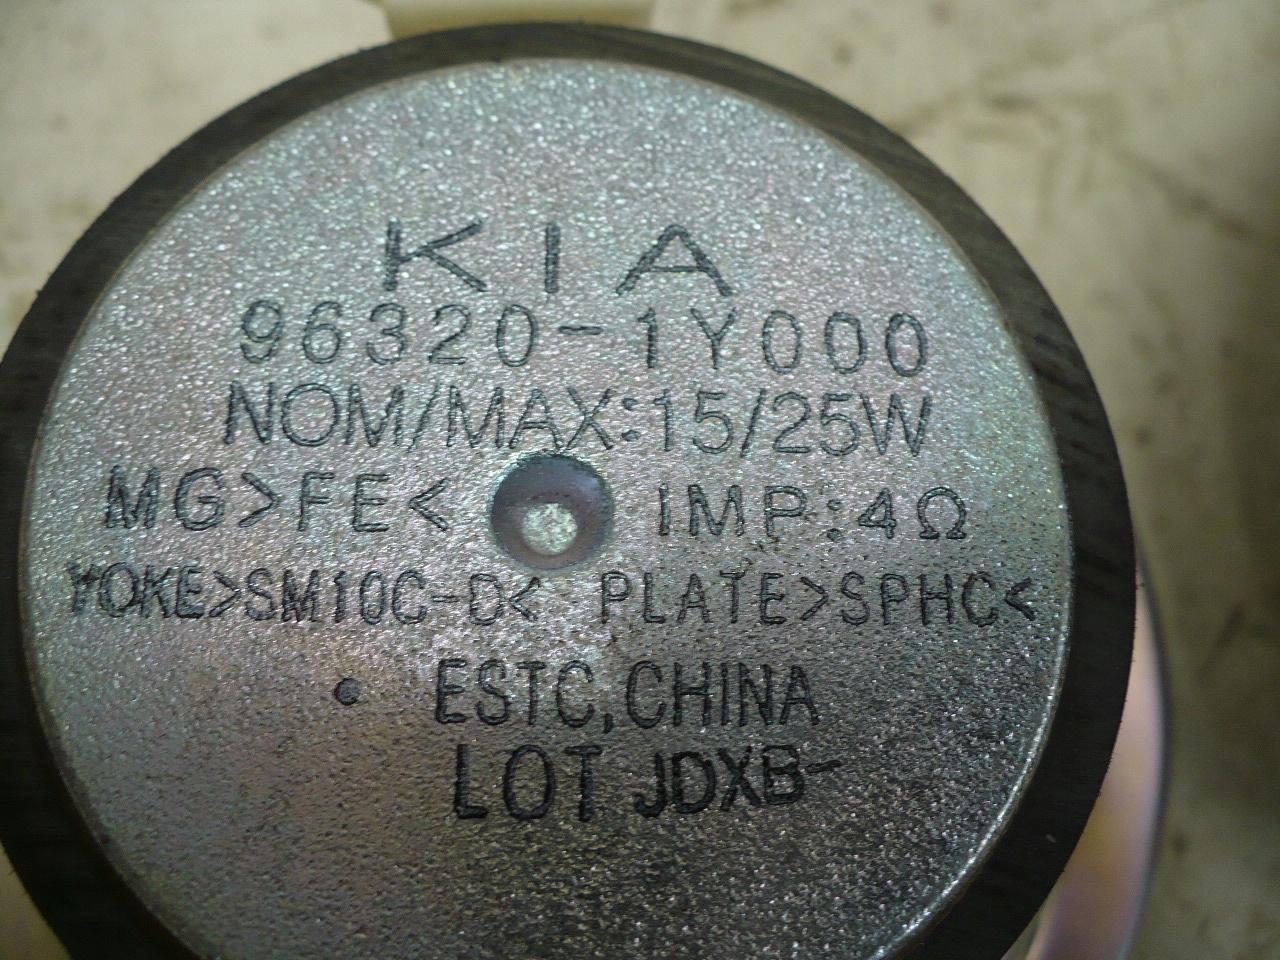 KIA
96320-1Y000
NOM/MAX:15/25W
MG>FE< IMP:4Ω
YOKE>SM10C-D< PLATE>SPHC<
ESTC,CHINA
LOT JDXB-